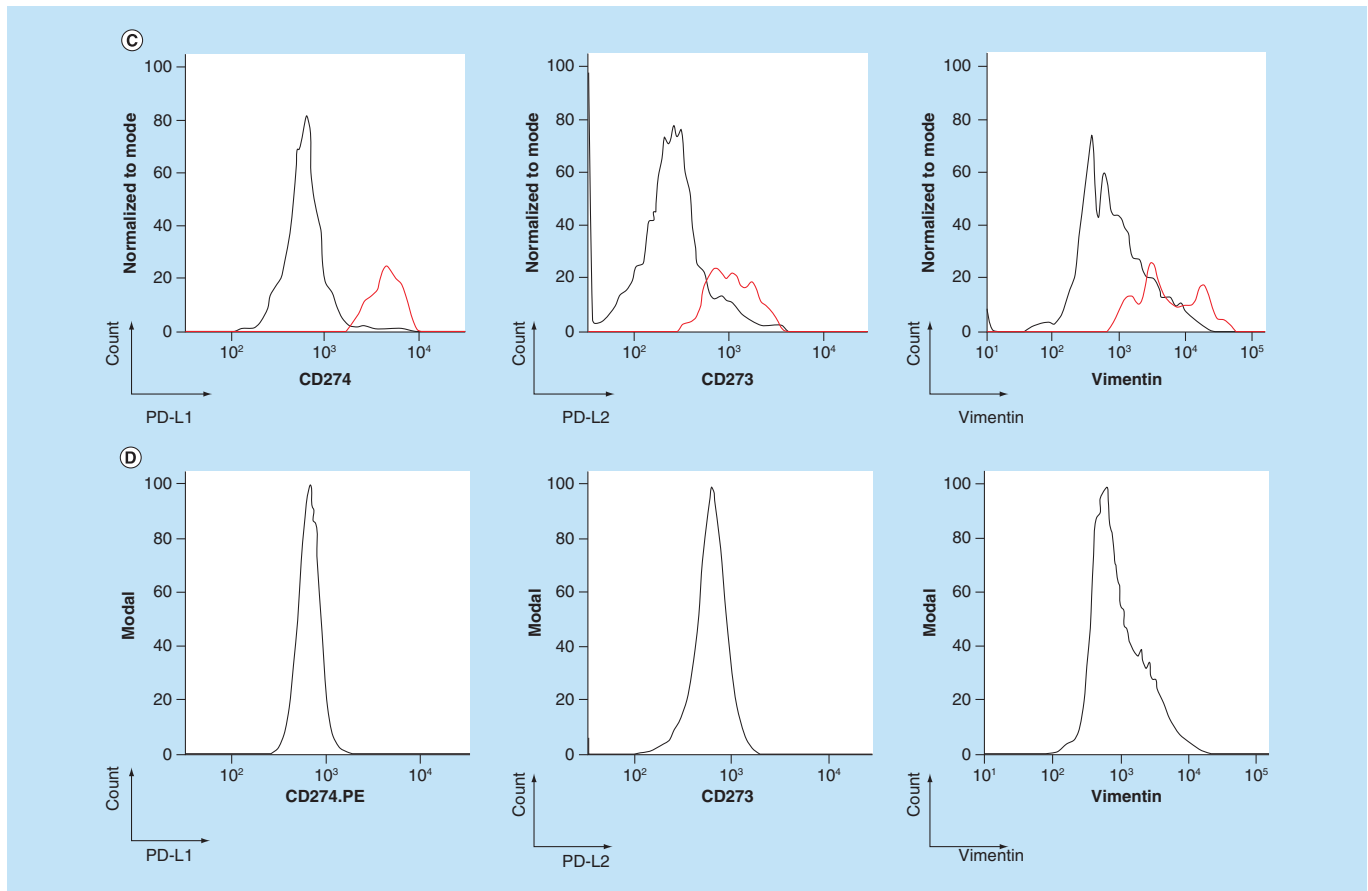 C
100
80
60
40
20
0
Normalized to mode
10² 10³ 10⁴
CD274
Count
PD-L1
100
80
60
40
20
0
Normalized to mode
10² 10³ 10⁴
CD273
Count
PD-L2
100
80
60
40
20
0
Normalized to mode
10¹ 10² 10³ 10⁴ 10⁵
Vimentin
Count
Vimentin
D
100
80
60
40
20
0
Modal
10² 10³ 10⁴
CD274.PE
Count
PD-L1
100
80
60
40
20
0
Modal
10² 10³ 10⁴
CD273
Count
PD-L2
100
80
60
40
20
0
Modal
10¹ 10² 10³ 10⁴ 10⁵
Vimentin
Count
Vimentin